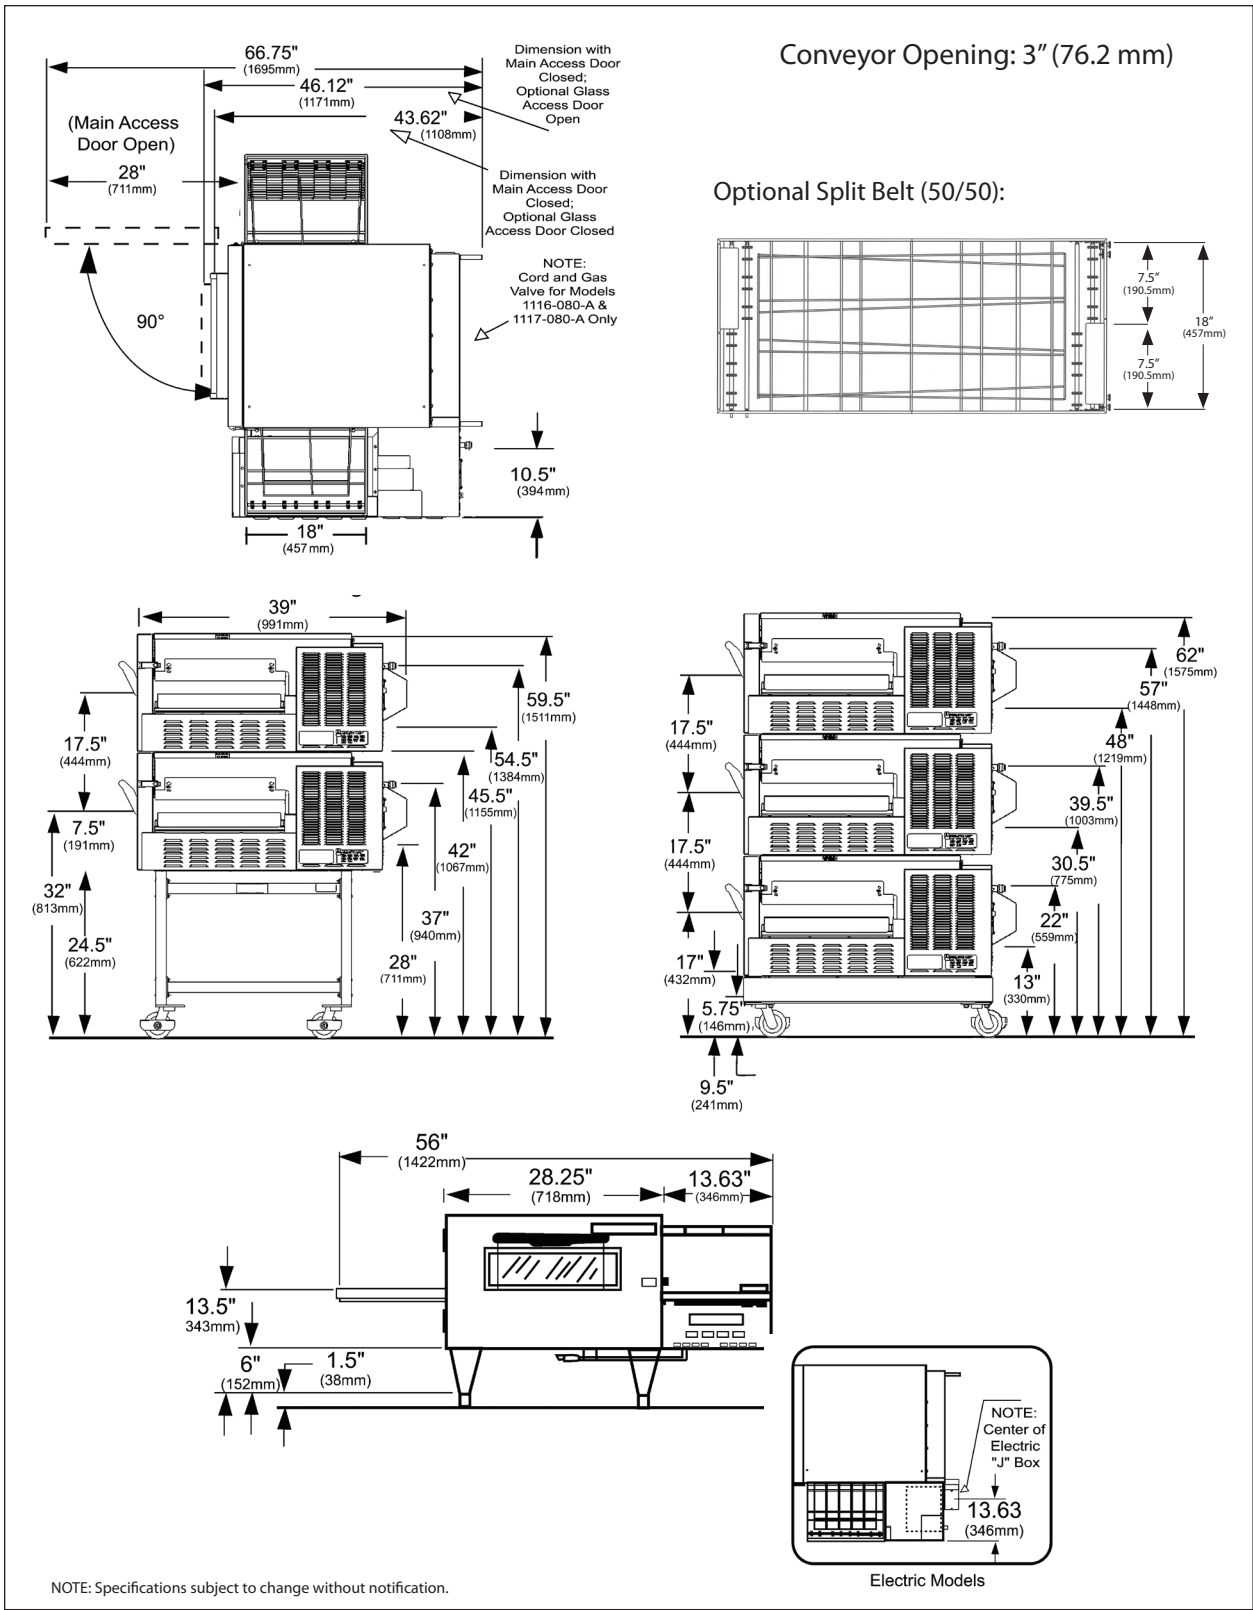 Conveyor Opening: 3” (76.2 mm)
66.75"
(1695mm)
46.12"
(1171mm)
43.62"
(1108mm)
Dimension with
Main Access Door
Closed;
Optional Glass
Access Door
Open
(Main Access
Door Open)
28"
(711mm)
Dimension with
Main Access Door
Closed;
Optional Glass
Access Door Closed
NOTE:
Cord and Gas
Valve for Models
1116-080-A &
1117-080-A Only
90°
10.5"
(394mm)
18"
(457mm)
Optional Split Belt (50/50):
7.5”
(190.5mm)
18”
(457mm)
7.5”
(190.5mm)
39"
(991mm)
59.5"
(1511mm)
17.5"
(444mm)
54.5"
(1384mm)
45.5"
(1155mm)
7.5"
(191mm)
42"
(1067mm)
32"
(813mm)
37"
(940mm)
24.5"
(622mm)
28"
(711mm)
62"
(1575mm)
57"
(1448mm)
17.5"
(444mm)
48"
(1219mm)
39.5"
(1003mm)
17.5"
(444mm)
30.5"
(775mm)
22"
(559mm)
17"
(432mm)
13"
(330mm)
5.75"
(146mm)
9.5"
(241mm)
56"
(1422mm)
28.25"
(718mm)
13.63"
(346mm)
13.5"
343mm)
6"
(152mm)
1.5"
(38mm)
NOTE:
Center of
Electric
"J" Box
13.63
(346mm)
Electric Models
NOTE: Specifications subject to change without notification.